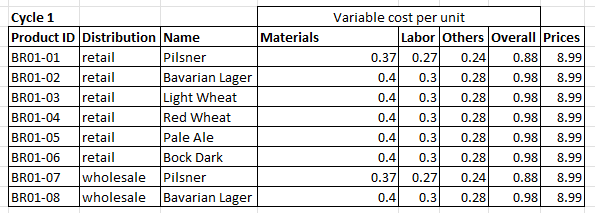 Cycle 1 Variable cost per unit
Product ID Distribution Name Materials Labor Others Overall Prices
BR01-01 retail Pilsner 0.37 0.27 0.24 0.88 8.99
BR01-02 retail Bavarian Lager 0.4 0.3 0.28 0.98 8.99
BR01-03 retail Light Wheat 0.4 0.3 0.28 0.98 8.99
BR01-04 retail Red Wheat 0.4 0.3 0.28 0.98 8.99
BR01-05 retail Pale Ale 0.4 0.3 0.28 0.98 8.99
BR01-06 retail Bock Dark 0.4 0.3 0.28 0.98 8.99
BR01-07 wholesale Pilsner 0.37 0.27 0.24 0.88 8.99
BR01-08 wholesale Bavarian Lager 0.4 0.3 0.28 0.98 8.99